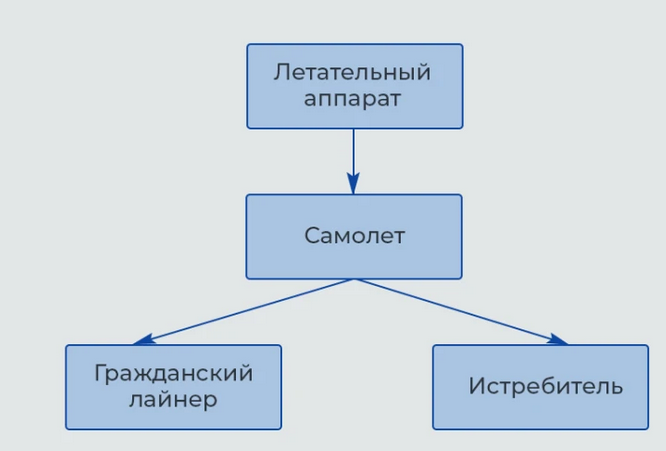 Летательный
аппарат
Самолет
Гражданский
лайнер
Истребитель